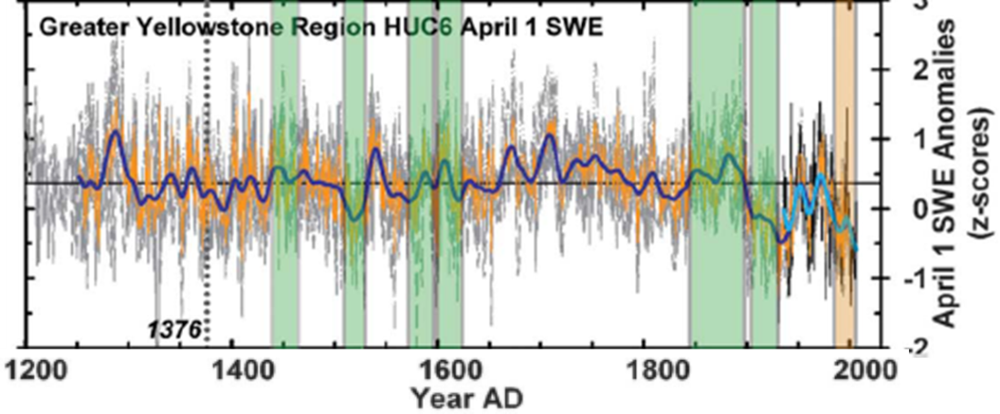 Greater Yellowstone Region HUC6 April 1 SWE
3
2
1
0
-1
-2
April 1 SWE Anomalies
(z-scores)
1376
1200 1400 1600 1800 2000
Year AD